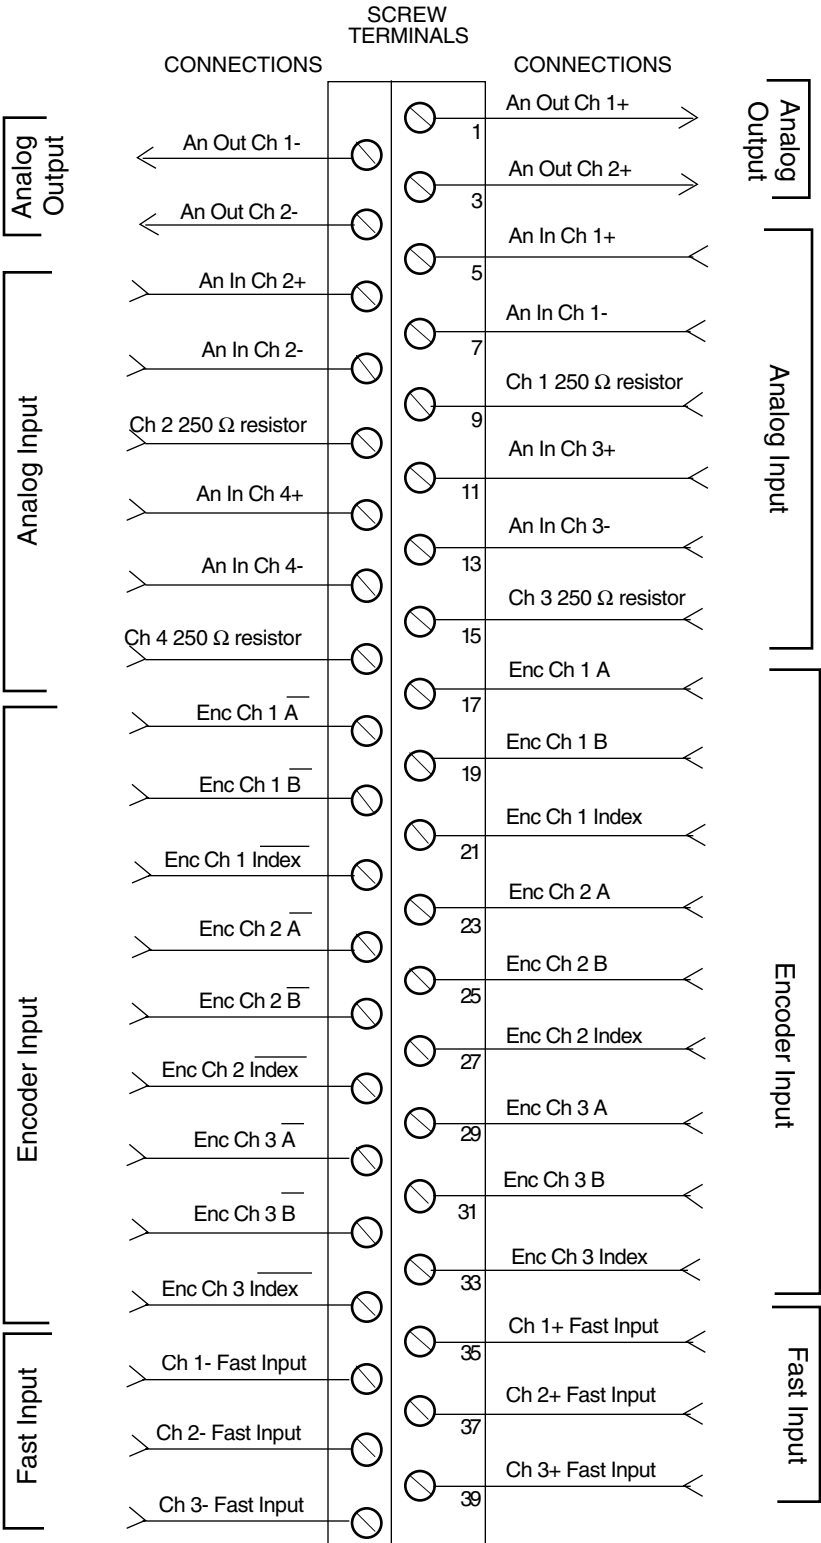 SCREW
TERMINALS
CONNECTIONS
CONNECTIONS
Analog
Output
An Out Ch 1+
1
An Out Ch 1-
An Out Ch 2+
3
An Out Ch 2-
Analog
Output
An In Ch 1+
5
An In Ch 2+
An In Ch 1-
7
An In Ch 2-
Ch 1 250 Ω resistor
9
Ch 2 250 Ω resistor
An In Ch 3+
11
An In Ch 4+
An In Ch 3-
13
An In Ch 4-
Ch 3 250 Ω resistor
15
Ch 4 250 Ω resistor
Analog Input
Analog Input
Enc Ch 1 A
17
Enc Ch 1 A̅
Enc Ch 1 B
19
Enc Ch 1 B̅
Enc Ch 1 Index
21
Enc Ch 1 I̅n̅d̅e̅x̅
Enc Ch 2 A
23
Enc Ch 2 A̅
Enc Ch 2 B
25
Enc Ch 2 B̅
Enc Ch 2 Index
27
Enc Ch 2 I̅n̅d̅e̅x̅
Enc Ch 3 A
29
Enc Ch 3 A̅
Enc Ch 3 B
31
Enc Ch 3 B̅
Enc Ch 3 Index
33
Enc Ch 3 I̅n̅d̅e̅x̅
Encoder Input
Encoder Input
Ch 1+ Fast Input
35
Ch 1- Fast Input
Ch 2+ Fast Input
37
Ch 2- Fast Input
Ch 3+ Fast Input
39
Ch 3- Fast Input
Fast Input
Fast Input